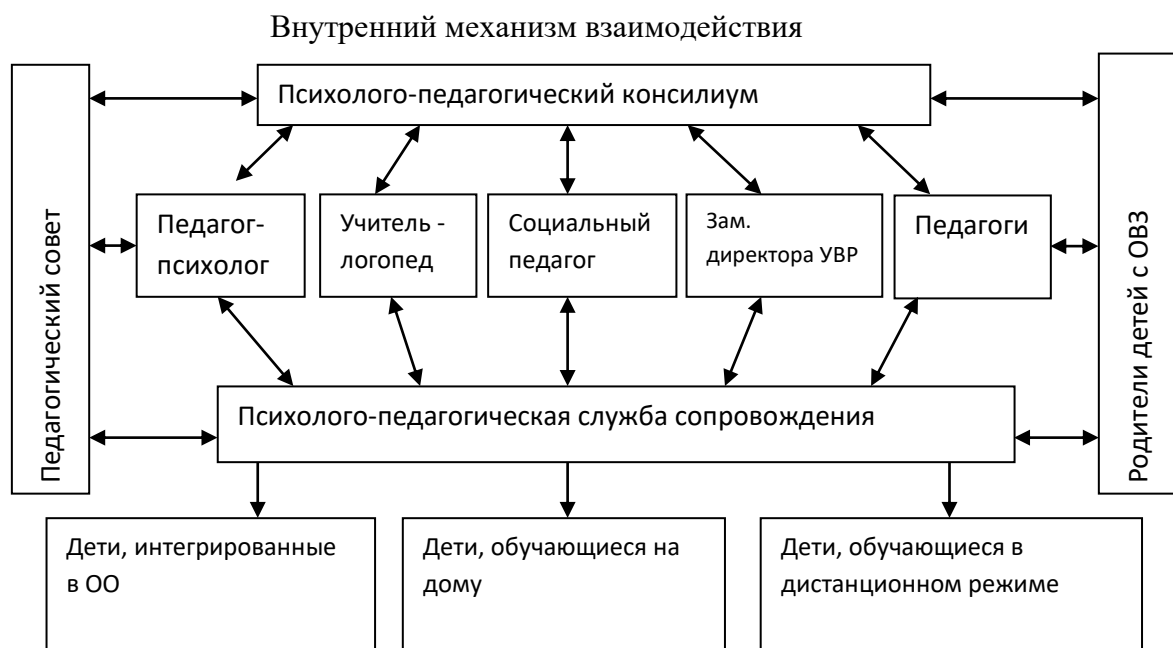 Внутренний механизм взаимодействия
Педагогический совет
Психолого-педагогический консилиум
Родители детей с ОВЗ
Педагог-
психолог
Учитель -
логопед
Социальный
педагог
Зам.
директора УВР
Педагоги
Психолого-педагогическая служба сопровождения
Дети, интегрированные
в ОО
Дети, обучающиеся на
дому
Дети, обучающиеся в
дистанционном режиме